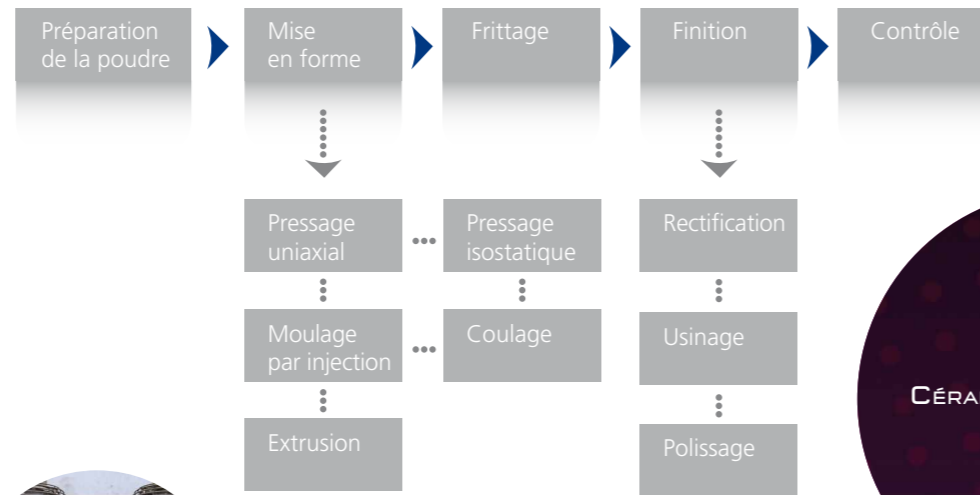 Préparation
de la poudre
Mise
en forme
Frittage
Finition
Contrôle
Pressage
uniaxial
Pressage
isostatique
Rectification
Moulage
par injection
Coulage
Usinage
Extrusion
Polissage
CÉRA